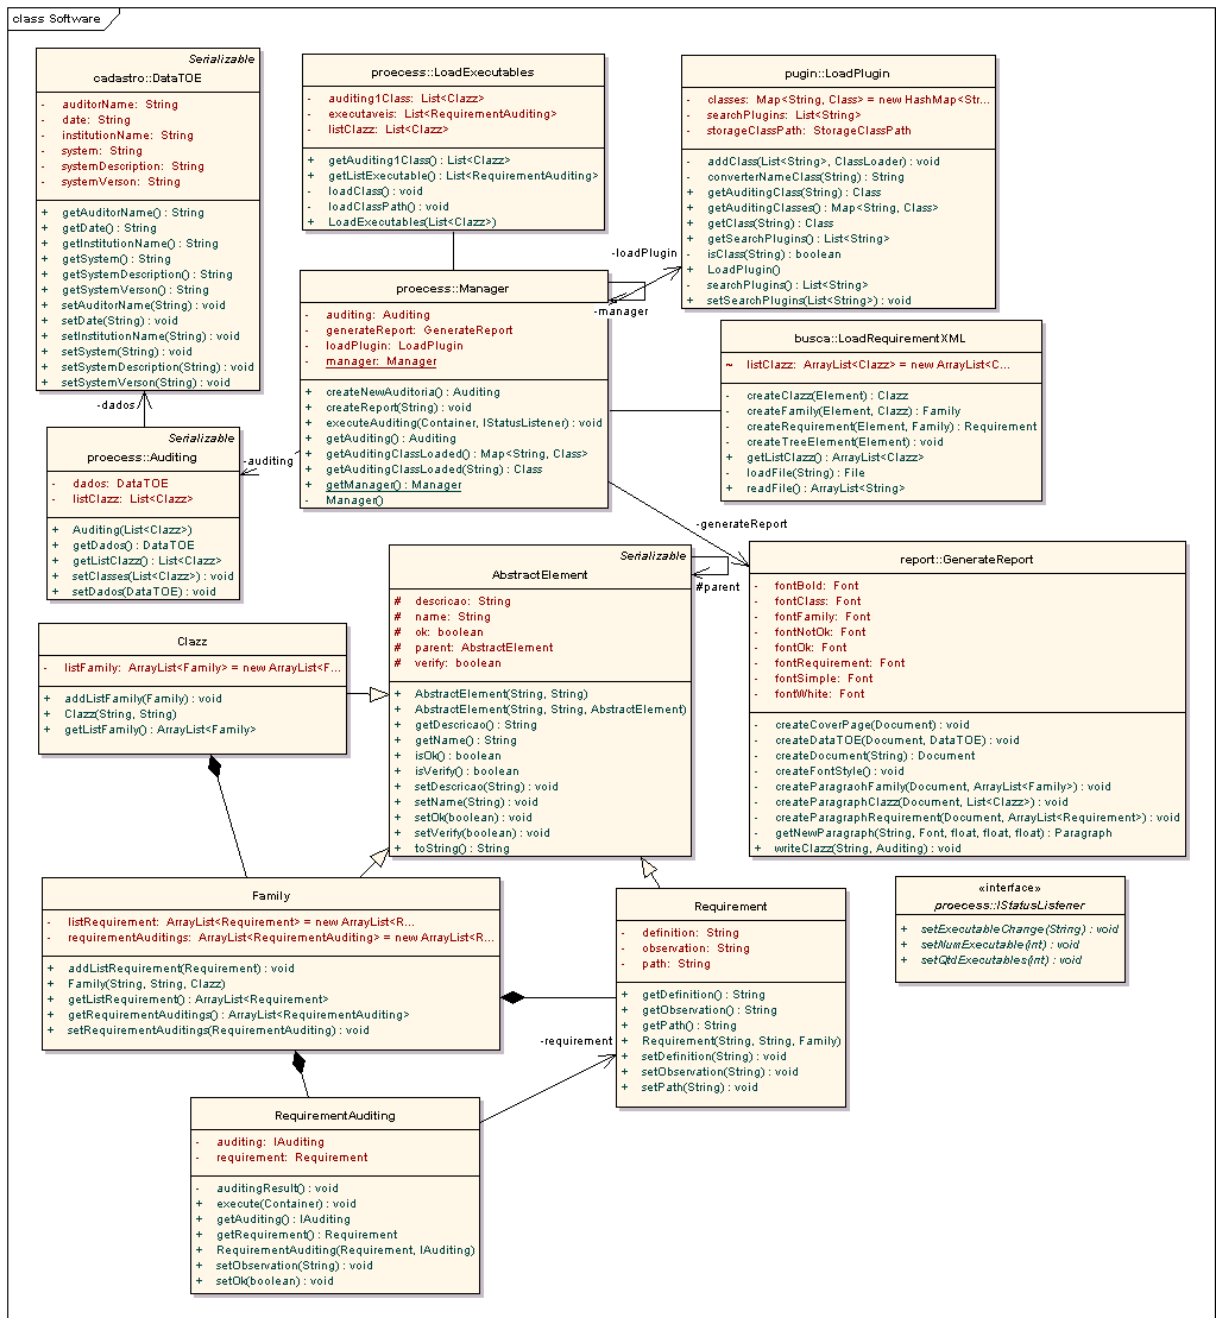 class Software
Serializable
cadastro::DataTOE
- auditorName: String
- date: String
- institutionName: String
- system: String
- systemDescription: String
- systemVerson: String
+ getAuditorName() : String
+ getDate() : String
+ getInstitutionName() : String
+ getSystem() : String
+ getSystemDescription() : String
+ getSystemVerson() : String
+ setAuditorName(String) : void
+ setDate(String) : void
+ setInstitutionName(String) : void
+ setSystem(String) : void
+ setSystemDescription(String) : void
+ setSystemVerson(String) : void
proecess::LoadExecutables
- auditing1Class: List<Clazz>
- executaveis: List<RequirementAuditing>
- listClazz: List<Clazz>
+ getAuditing1Class() : List<Clazz>
+ getListExecutable() : List<RequirementAuditing>
- loadClass() : void
- loadClassPath() : void
+ LoadExecutables(List<Clazz>)
pugin::LoadPlugin
- classes: Map<String, Class> = new HashMap<Str...
- searchPlugins: List<String>
- storageClassPath: StorageClassPath
- addClass(List<String>, ClassLoader) : void
- converterNameClass(String) : String
+ getAuditingClass(String) : Class
+ getAuditingClasses() : Map<String, Class>
+ getClass(String) : Class
+ getSearchPlugins() : List<String>
- isClass(String) : boolean
+ LoadPlugin()
- searchPlugins() : List<String>
+ setSearchPlugins(List<String>) : void
-loadPlugin
-manager
proecess::Manager
- auditing: Auditing
- generateReport: GenerateReport
- loadPlugin: LoadPlugin
- manager: Manager
+ createNewAuditoria() : Auditing
+ createReport(String) : void
+ executeAuditing(Container, IStatusListener) : void
+ getAuditing() : Auditing
+ getAuditingClassLoaded() : Map<String, Class>
+ getAuditingClassLoaded(String) : Class
+ getManager() : Manager
- Manager()
busca::LoadRequirementXML
~ listClazz: ArrayList<Clazz> = new ArrayList<C...
- createClazz(Element) : Clazz
- createFamily(Element, Clazz) : Family
- createRequirement(Element, Family) : Requirement
- createTreeElement(Element) : void
+ getListClazz() : ArrayList<Clazz>
- loadFile(String) : File
+ readFile() : ArrayList<String>
-dados
-auditing
-generateReport
Serializable
proecess::Auditing
- dados: DataTOE
- listClazz: List<Clazz>
+ Auditing(List<Clazz>)
+ getDados() : DataTOE
+ getListClazz() : List<Clazz>
+ setClasses(List<Clazz>) : void
+ setDados(DataTOE) : void
Serializable
AbstractElement
# descricao: String
# name: String
# ok: boolean
# parent: AbstractElement
# verify: boolean
+ AbstractElement(String, String)
+ AbstractElement(String, String, AbstractElement)
+ getDescricao() : String
+ getName() : String
+ isOk() : boolean
+ isVerify() : boolean
+ setDescricao(String) : void
+ setName(String) : void
+ setOk(boolean) : void
+ setVerify(boolean) : void
+ toString() : String
#parent
report::GenerateReport
- fontBold: Font
- fontClass: Font
- fontFamily: Font
- fontNotOk: Font
- fontOk: Font
- fontRequirement: Font
- fontSimple: Font
- fontWhite: Font
- createCoverPage(Document) : void
- createDataTOE(Document, DataTOE) : void
- createDocument(String) : Document
- createFontStyle() : void
- createParagraohFamily(Document, ArrayList<Family>) : void
- createParagraphClazz(Document, List<Clazz>) : void
- createParagraphRequirement(Document, ArrayList<Requirement>) : void
- getNewParagraph(String, Font, float, float, float) : Paragraph
+ writeClazz(String, Auditing) : void
Clazz
- listFamily: ArrayList<Family> = new ArrayList<F...
+ addListFamily(Family) : void
+ Clazz(String, String)
+ getListFamily() : ArrayList<Family>
Family
- listRequirement: ArrayList<Requirement> = new ArrayList<R...
- requirementAuditings: ArrayList<RequirementAuditing> = new ArrayList<R...
+ addListRequirement(Requirement) : void
+ Family(String, String, Clazz)
+ getListRequirement() : ArrayList<Requirement>
+ getRequirementAuditings() : ArrayList<RequirementAuditing>
+ setRequirementAuditings(RequirementAuditing) : void
Requirement
- definition: String
- observation: String
- path: String
+ getDefinition() : String
+ getObservation() : String
+ getPath() : String
+ Requirement(String, String, Family)
+ setDefinition(String) : void
+ setObservation(String) : void
+ setPath(String) : void
«interface»
proecess::IStatusListener
+ setExecutableChange(String) : void
+ setNumExecutable(int) : void
+ setQtdExecutables(int) : void
-requirement
RequirementAuditing
- auditing: IAuditing
- requirement: Requirement
- auditingResult() : void
+ execute(Container) : void
+ getAuditing() : IAuditing
+ getRequirement() : Requirement
+ RequirementAuditing(Requirement, IAuditing)
+ setObservation(String) : void
+ setOk(boolean) : void